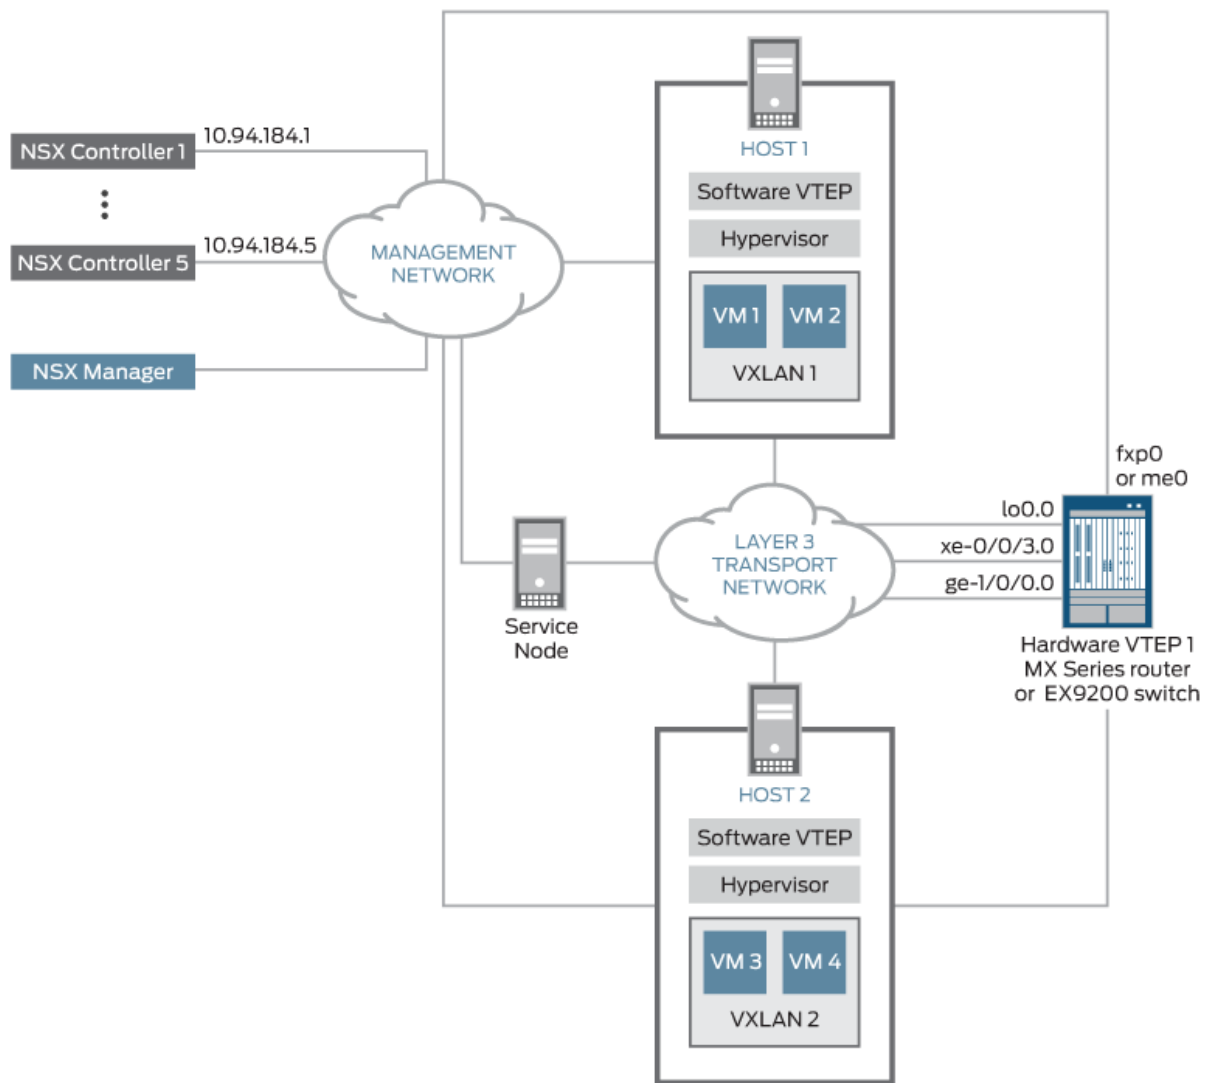 10.94.184.1
NSX Controller 1
10.94.184.5
NSX Controller 5
NSX Manager
MANAGEMENT
NETWORK
HOST 1
Software VTEP
Hypervisor
VM 1
VM 2
VXLAN 1
fxp0
or me0
lo0.0
xe-0/0/3.0
ge-1/0/0.0
LAYER 3
TRANSPORT
NETWORK
Service
Node
Hardware VTEP 1
MX Series router
or EX9200 switch
HOST 2
Software VTEP
Hypervisor
VM 3
VM 4
VXLAN 2